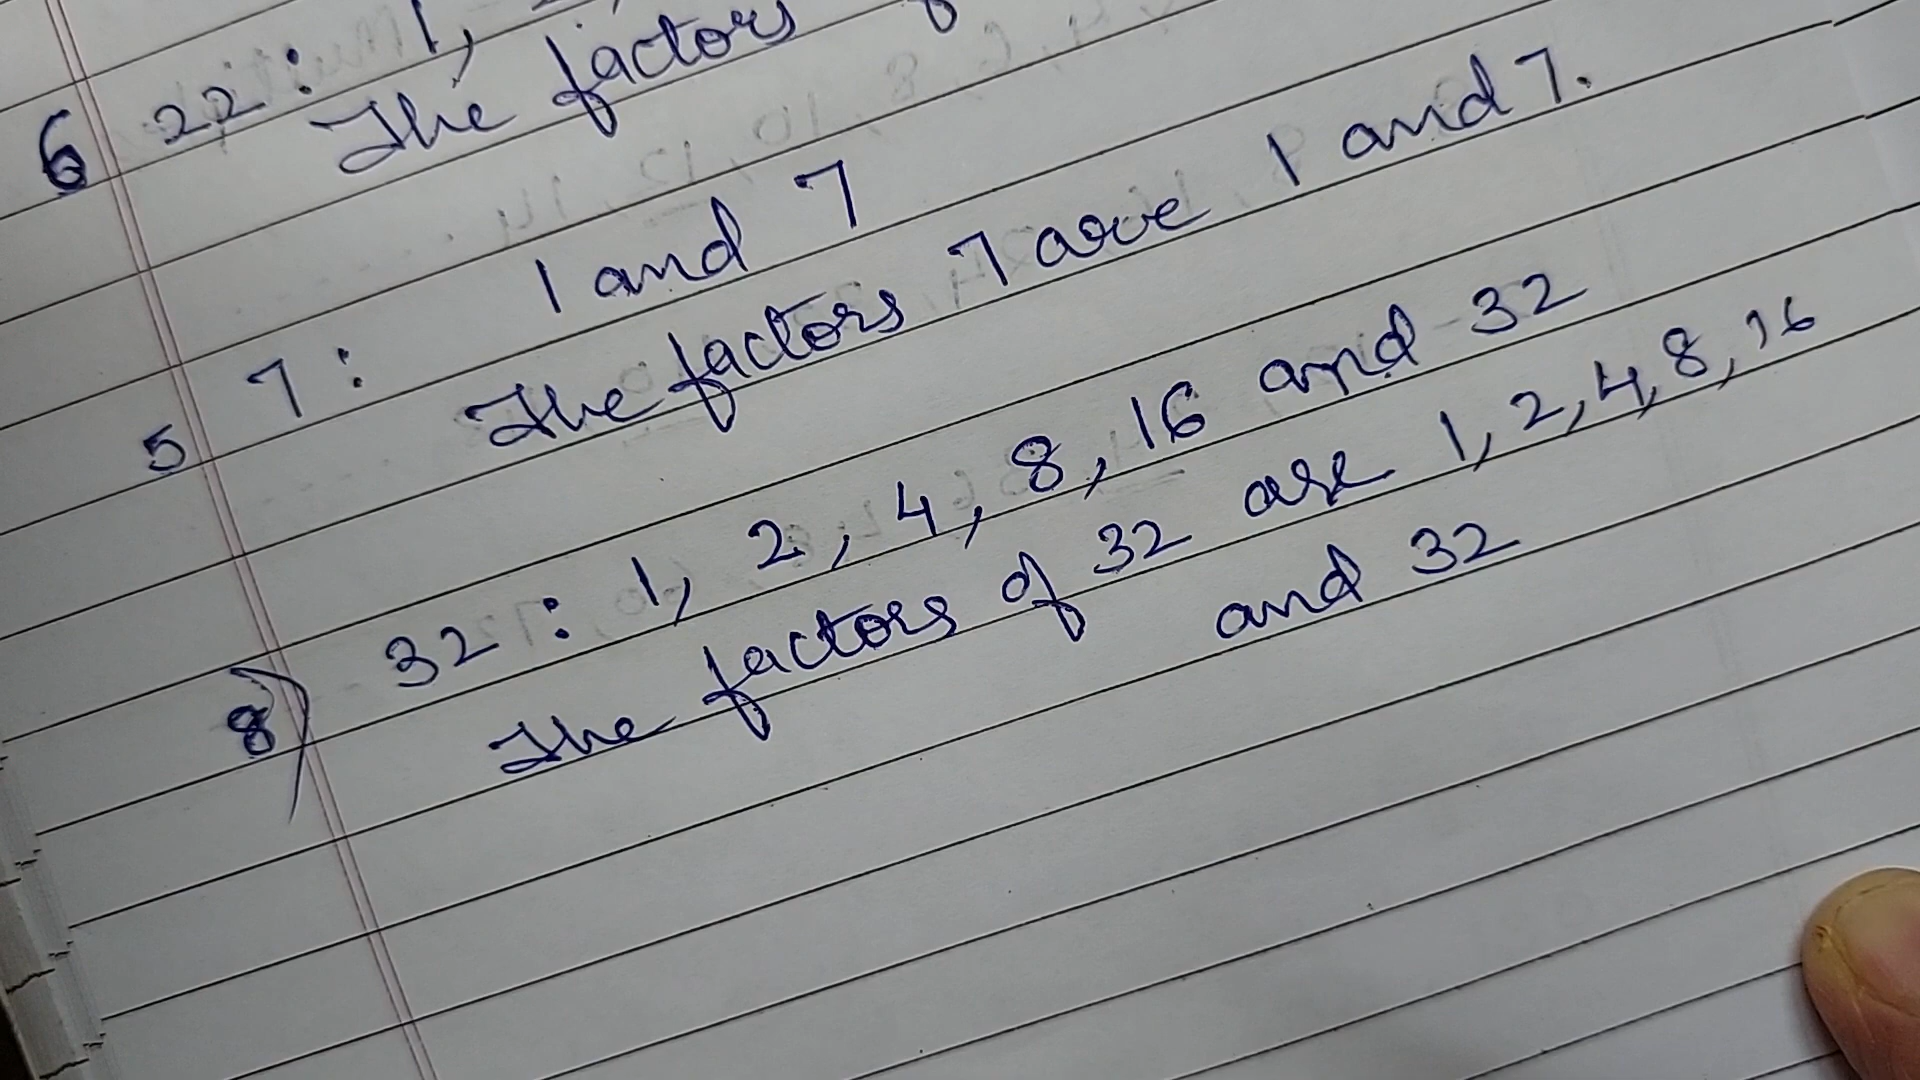 6 22: 1,
The factors
5 7: 1 and 7
The factors 7 are 1 and 7.
8) 32: 1, 2, 4, 8, 16 and 32
The factors of 32 are 1, 2, 4, 8, 16
and 32